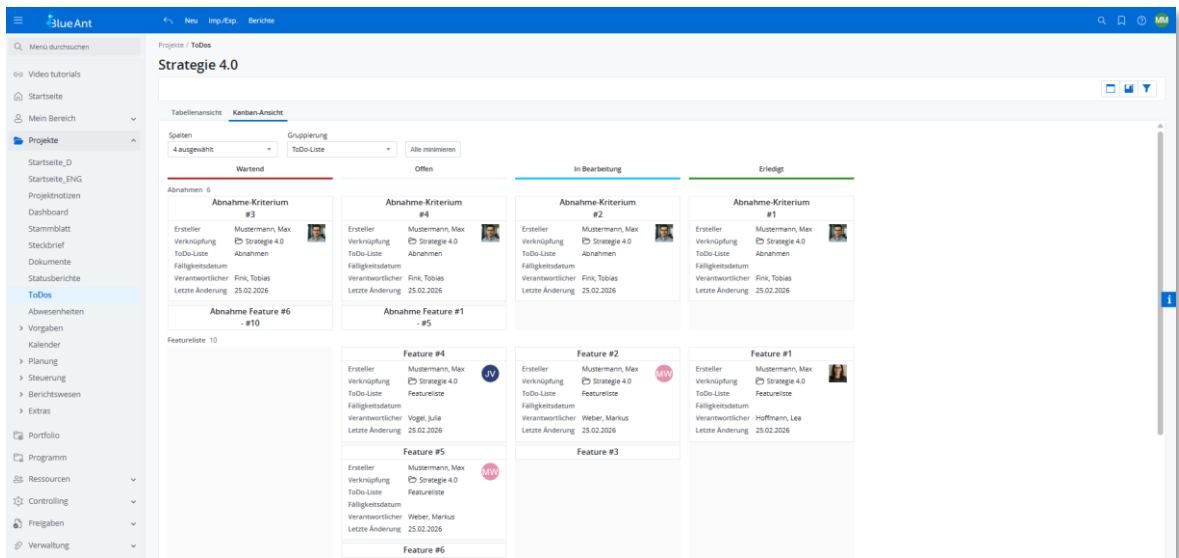 BlueAnt
Neu Imp./Exp. Berichte
MM
Menü durchsuchen
Video tutorials
Startseite
Mein Bereich
Projekte
Startseite_D
Startseite_ENG
Projektnotizen
Dashboard
Stammblatt
Steckbrief
Dokumente
Statusberichte
ToDos
Abwesenheiten
Vorgaben
Kalender
Planung
Steuerung
Berichtswesen
Extras
Portfolio
Programm
Ressourcen
Controlling
Freigaben
Verwaltung
Projekte / ToDos
Strategie 4.0
Tabellenansicht Kanban-Ansicht
Spalten Gruppierung
4 ausgewählt ToDo-Liste Alle minimieren
Wartend Offen In Bearbeitung Erledigt
Abnahmen 6
Abnahme-Kriterium
#3
Ersteller Mustermann, Max
Verknüpfung Strategie 4.0
ToDo-Liste Abnahmen
Fälligkeitsdatum
Verantwortlicher Fink, Tobias
Letzte Änderung 25.02.2026
Abnahme Feature #6
- #10
Abnahme-Kriterium
#4
Ersteller Mustermann, Max
Verknüpfung Strategie 4.0
ToDo-Liste Abnahmen
Fälligkeitsdatum
Verantwortlicher Fink, Tobias
Letzte Änderung 25.02.2026
Abnahme Feature #1
- #5
Abnahme-Kriterium
#2
Ersteller Mustermann, Max
Verknüpfung Strategie 4.0
ToDo-Liste Abnahmen
Fälligkeitsdatum
Verantwortlicher Fink, Tobias
Letzte Änderung 25.02.2026
Abnahme-Kriterium
#1
Ersteller Mustermann, Max
Verknüpfung Strategie 4.0
ToDo-Liste Abnahmen
Fälligkeitsdatum
Verantwortlicher Fink, Tobias
Letzte Änderung 25.02.2026
Featureliste 10
Feature #4
Ersteller Mustermann, Max JV
Verknüpfung Strategie 4.0
ToDo-Liste Featureliste
Fälligkeitsdatum
Verantwortlicher Vogel, Julia
Letzte Änderung 25.02.2026
Feature #5
Ersteller Mustermann, Max MW
Verknüpfung Strategie 4.0
ToDo-Liste Featureliste
Fälligkeitsdatum
Verantwortlicher Weber, Markus
Letzte Änderung 25.02.2026
Feature #6
Feature #2
Ersteller Mustermann, Max MW
Verknüpfung Strategie 4.0
ToDo-Liste Featureliste
Fälligkeitsdatum
Verantwortlicher Weber, Markus
Letzte Änderung 25.02.2026
Feature #3
Feature #1
Ersteller Mustermann, Max
Verknüpfung Strategie 4.0
ToDo-Liste Featureliste
Fälligkeitsdatum
Verantwortlicher Hoffmann, Lea
Letzte Änderung 25.02.2026
i